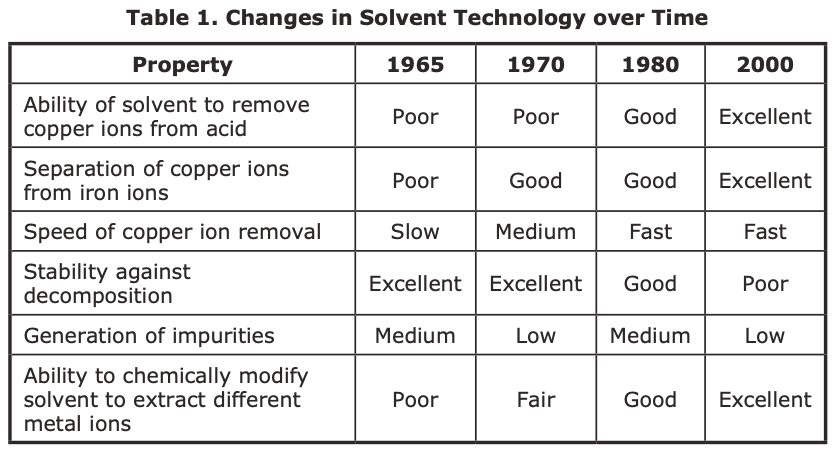 Table 1. Changes in Solvent Technology over Time
Property 1965 1970 1980 2000
Ability of solvent to remove
copper ions from acid Poor Poor Good Excellent
Separation of copper ions
from iron ions Poor Good Good Excellent
Speed of copper ion removal Slow Medium Fast Fast
Stability against
decomposition Excellent Excellent Good Poor
Generation of impurities Medium Low Medium Low
Ability to chemically modify
solvent to extract different Poor Fair Good Excellent
metal ions